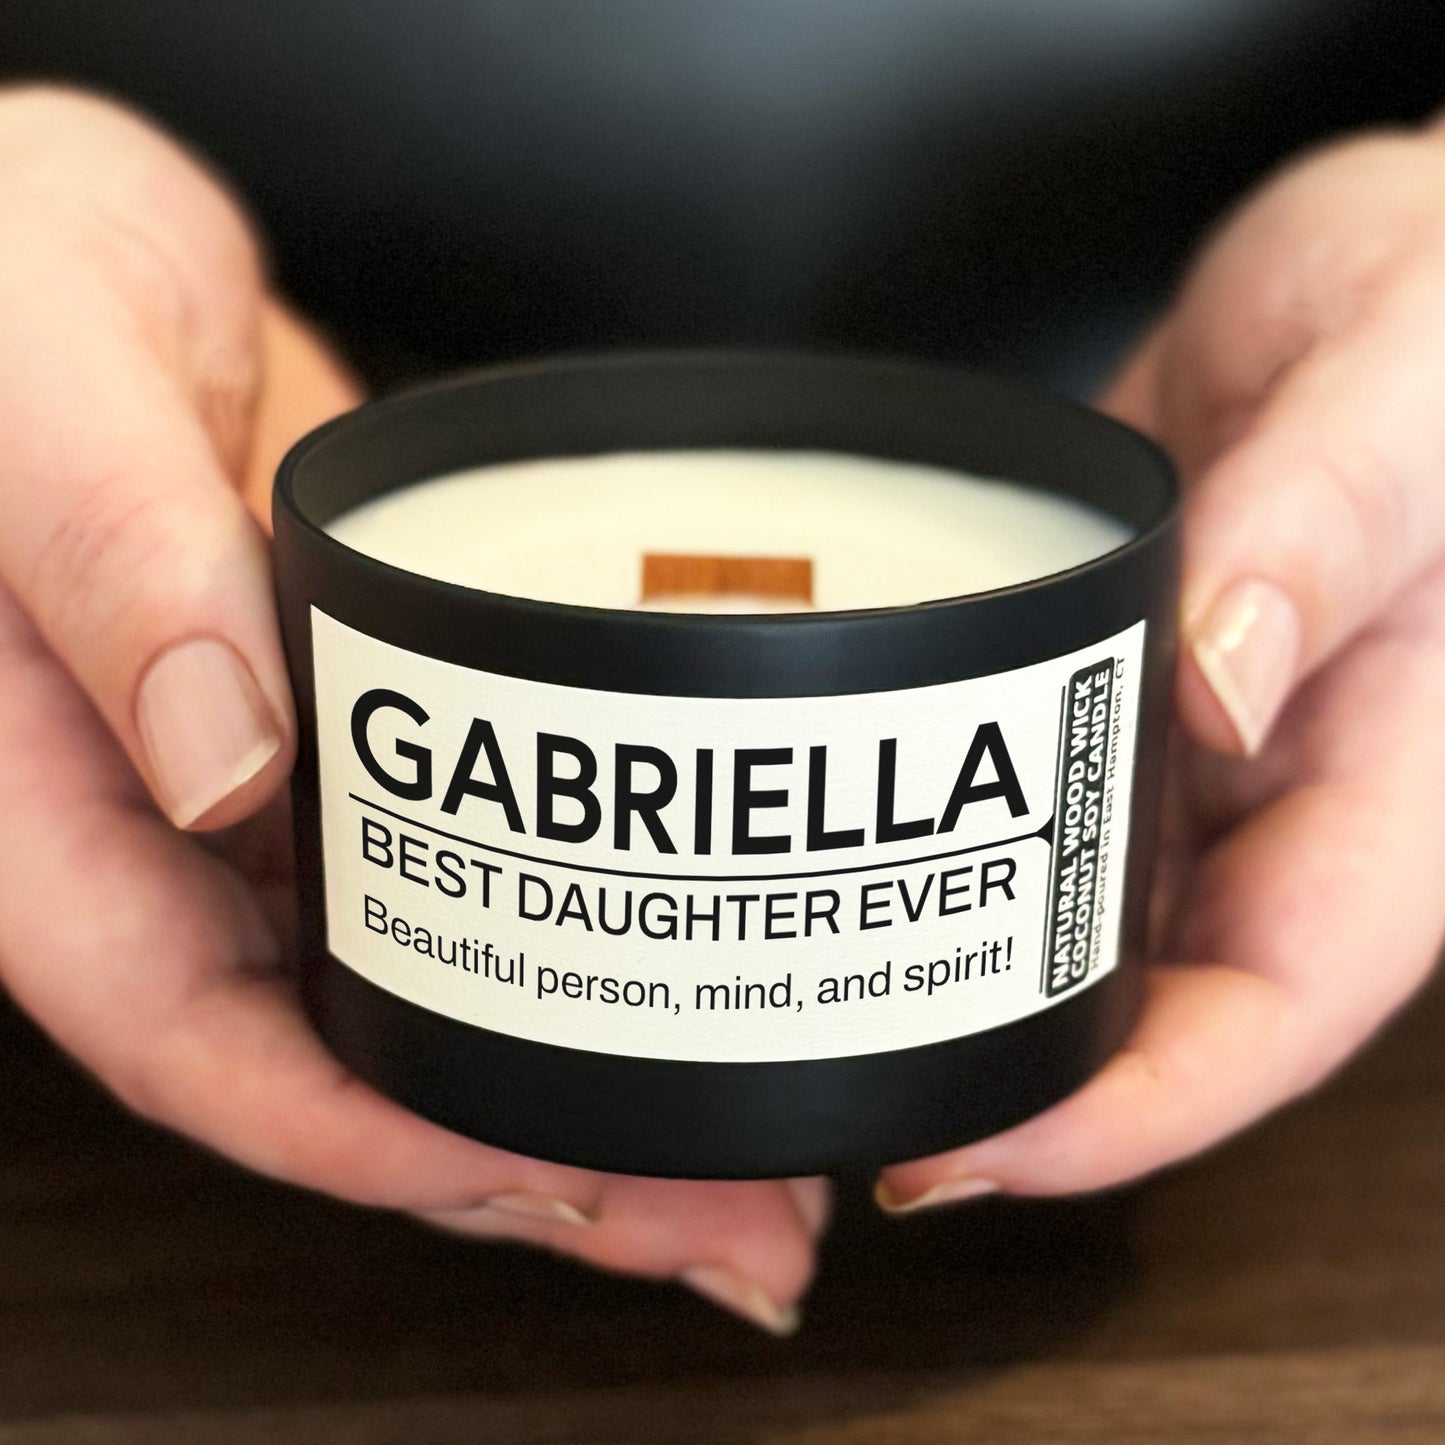 GABRIELLA
BEST DAUGHTER EVER
Beautiful person, mind, and spirit!
NATURAL WOOD WICK
COCONUT SOY CANDLE
Hand-poured in East Hampton, CT